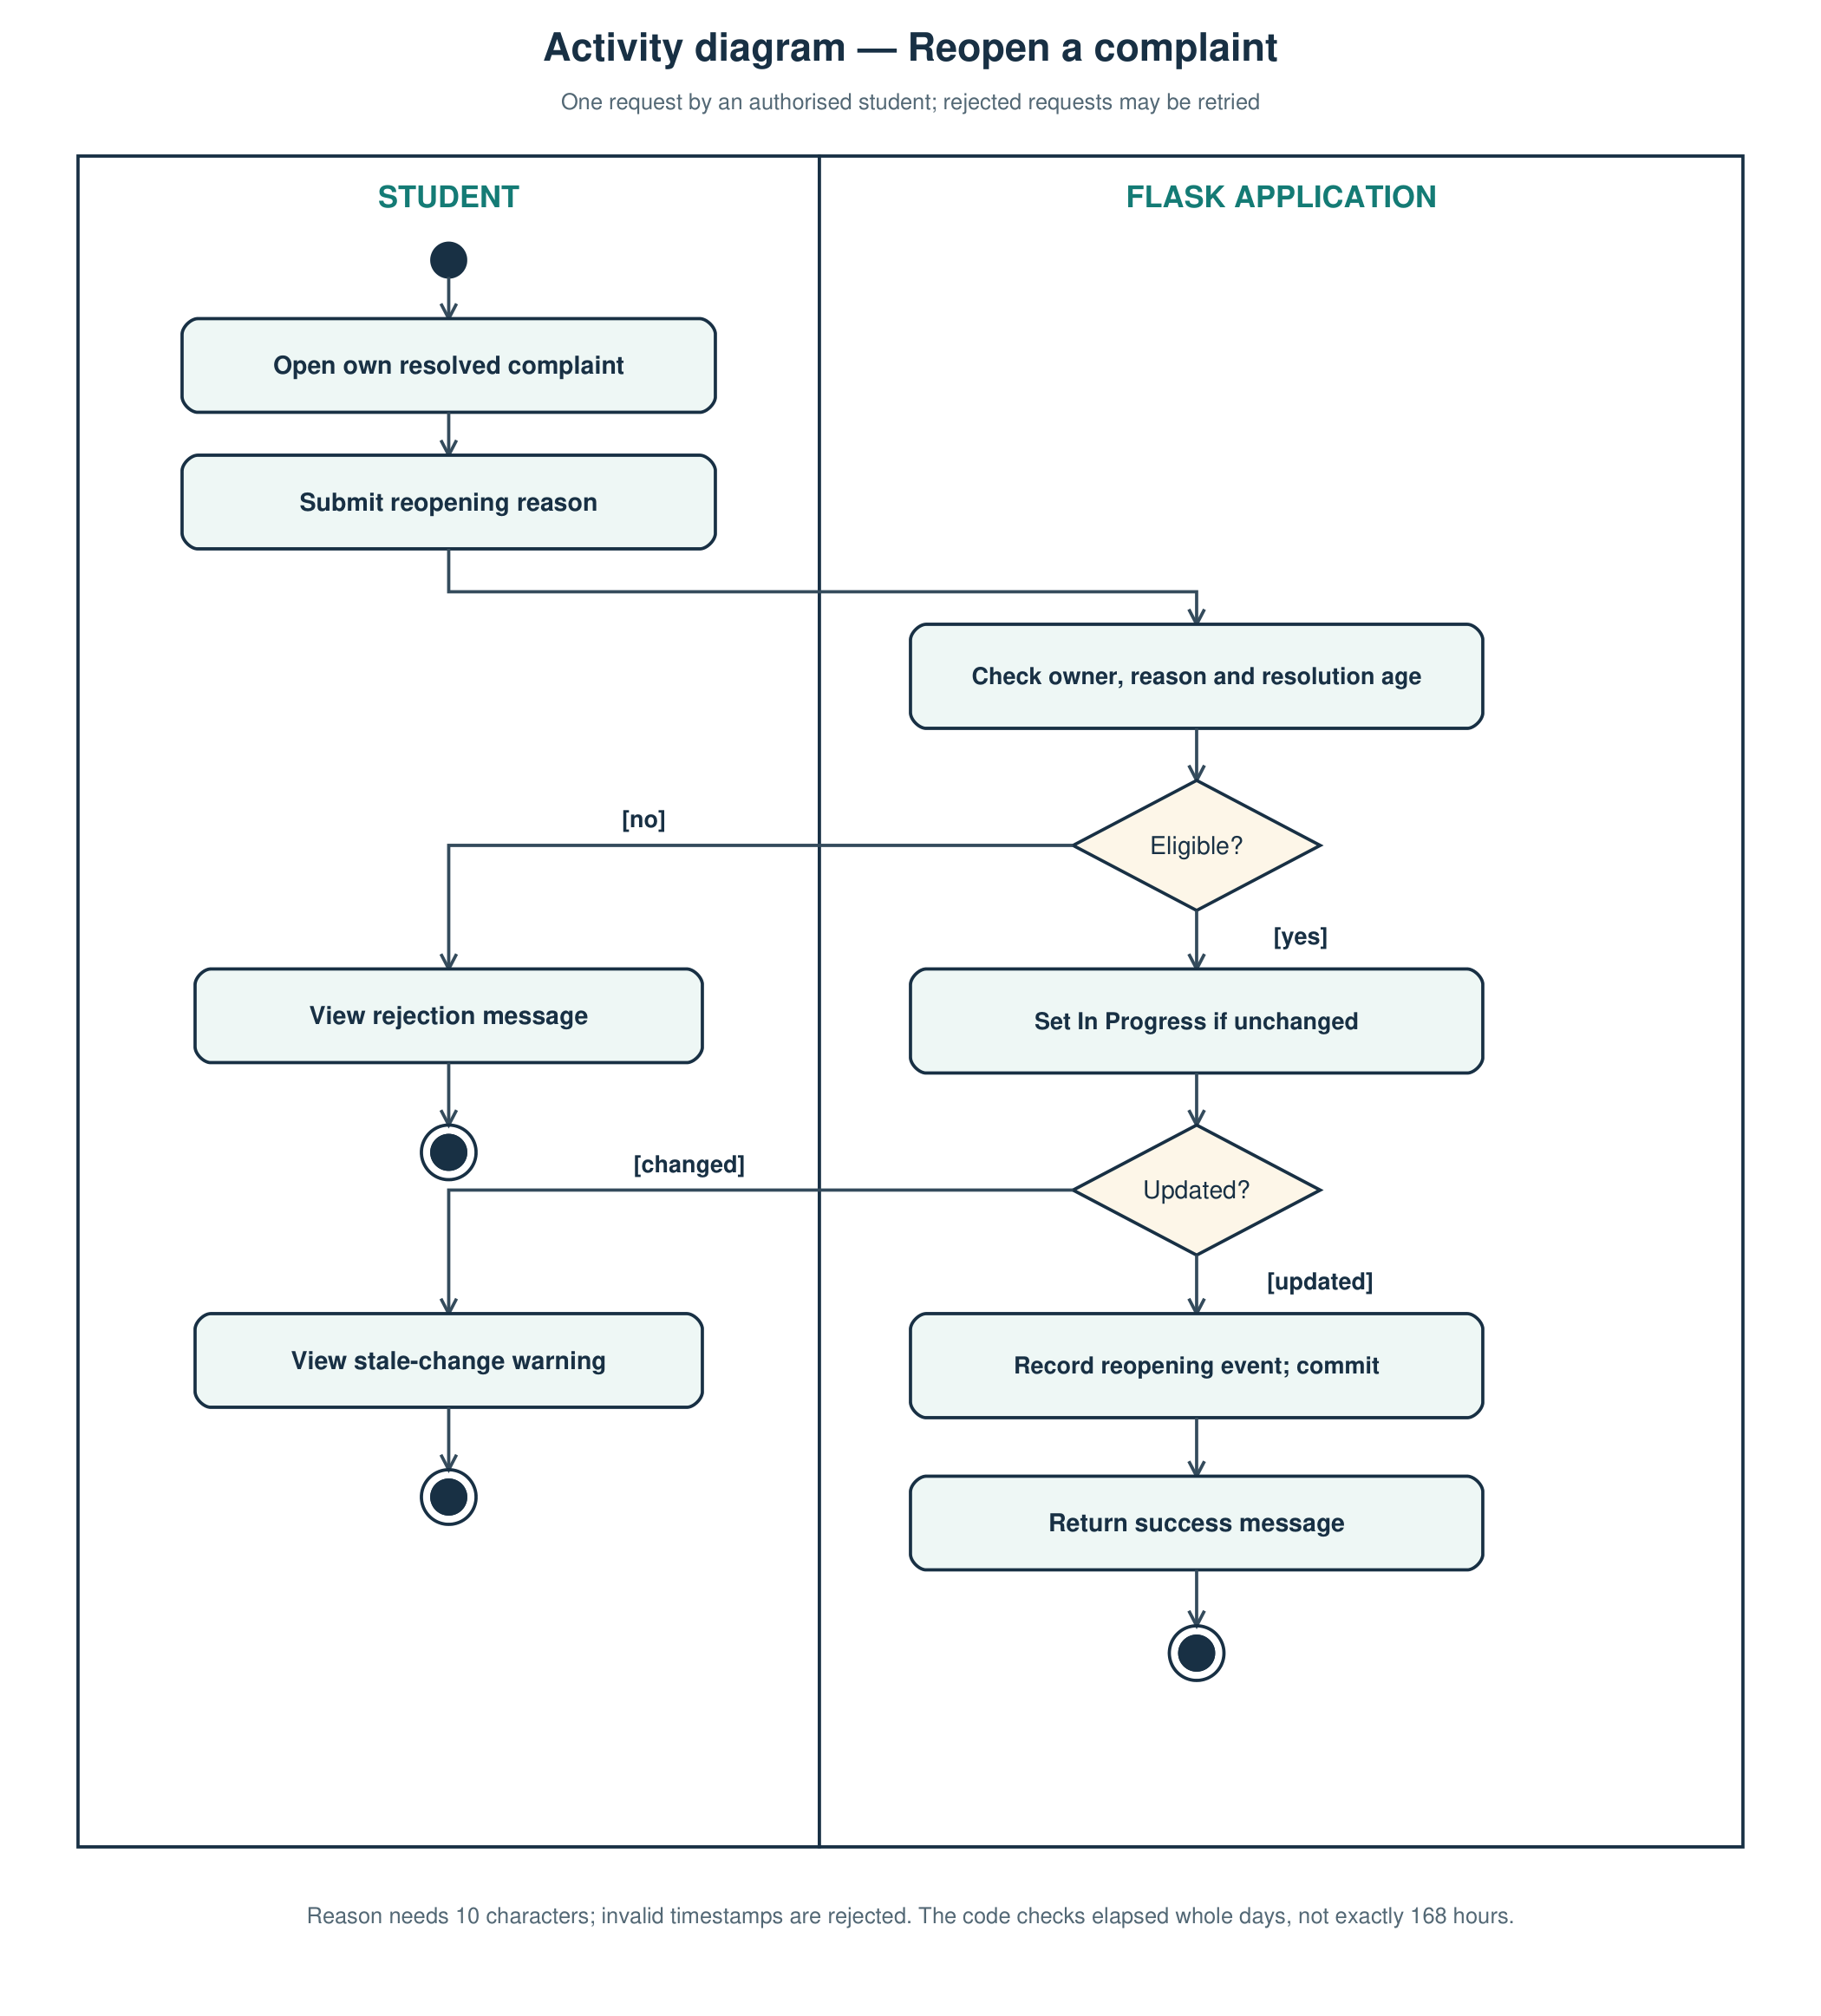 Activity diagram — Reopen a complaint
One request by an authorised student; rejected requests may be retried
STUDENT
FLASK APPLICATION
Open own resolved complaint
Submit reopening reason
Check owner, reason and resolution age
[no]
Eligible?
[yes]
View rejection message
Set In Progress if unchanged
[changed]
Updated?
[updated]
View stale-change warning
Record reopening event; commit
Return success message
Reason needs 10 characters; invalid timestamps are rejected. The code checks elapsed whole days, not exactly 168 hours.